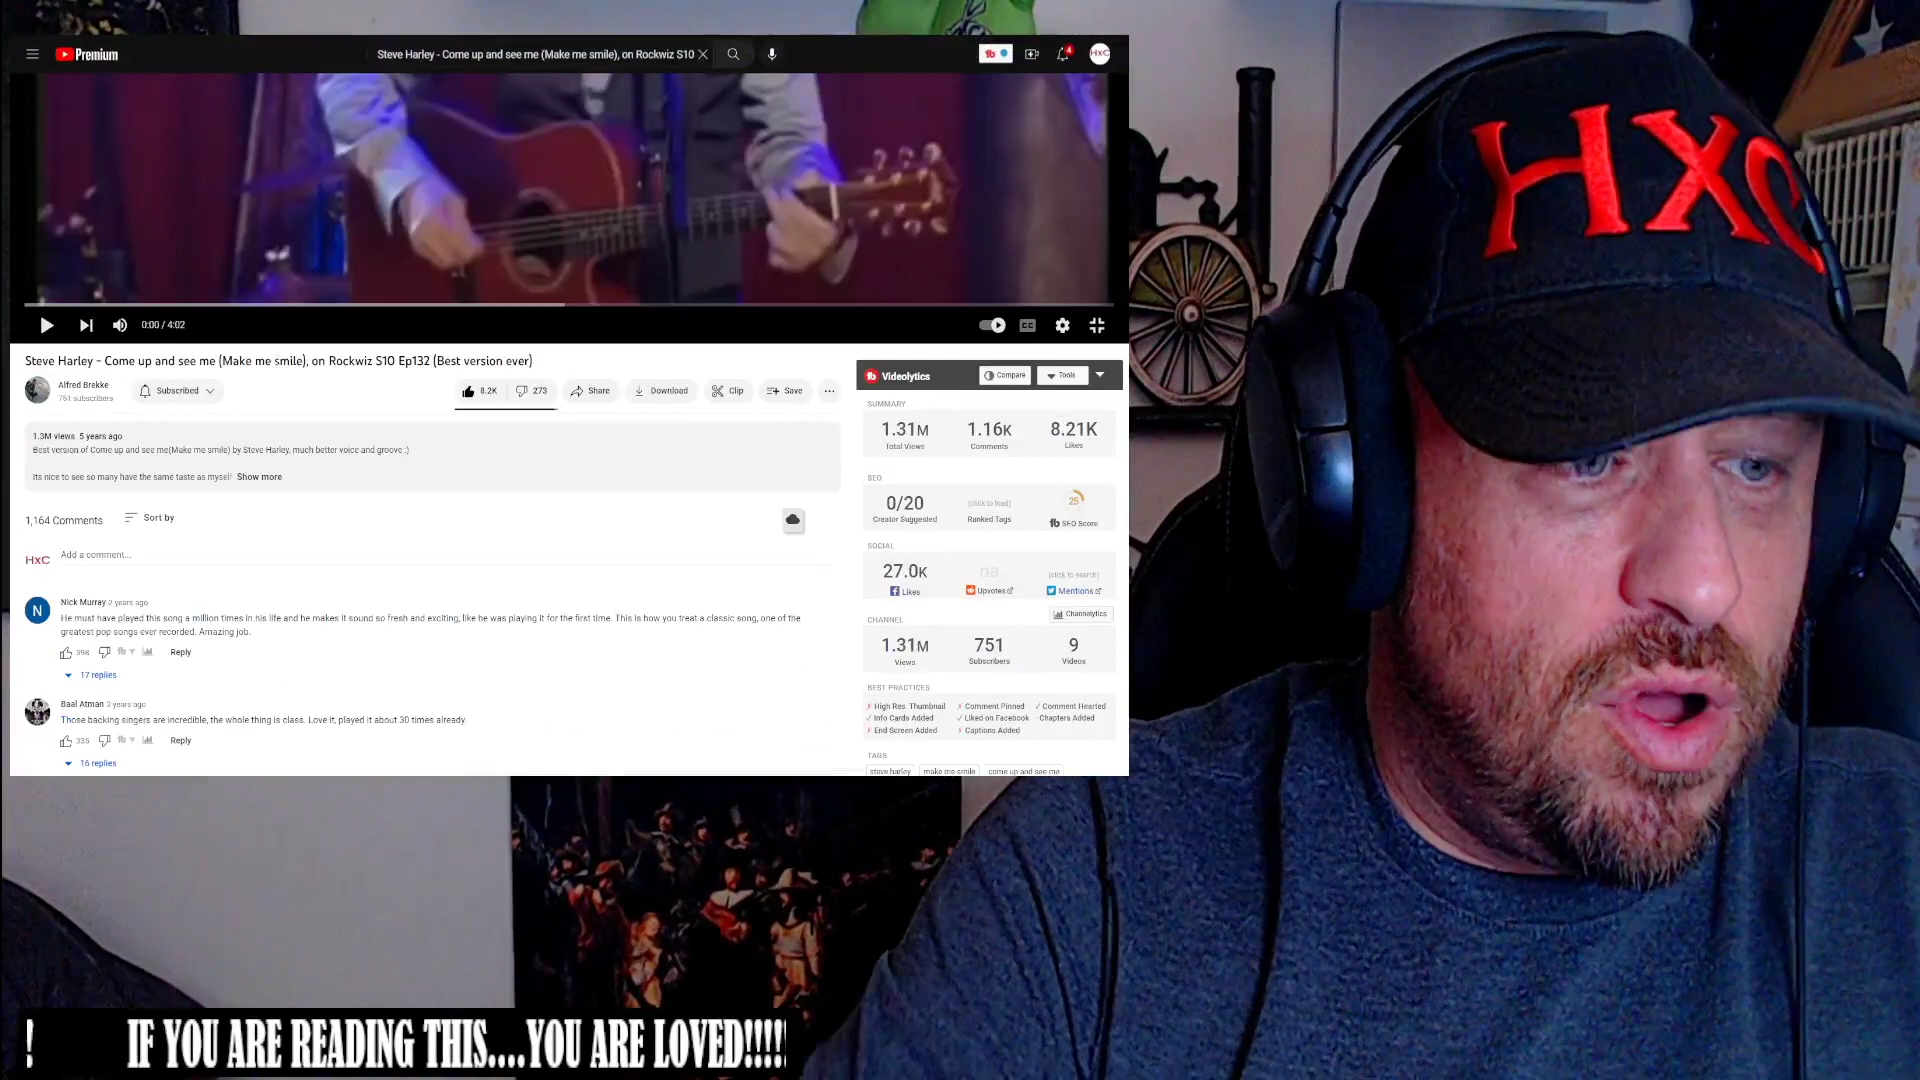 Premium
Steve Harley - Come up and see me (Make me smile), on Rockwiz S10
4
HxC
0:00 / 4:02
CC
Steve Harley - Come up and see me (Make me smile), on Rockwiz S10 Ep132 (Best version ever)
Alfred Brekke
751 subscribers
Subscribed
8.2K
273
Share
Download
Clip
Save
1.3M views 5 years ago
Best version of Come up and see me(Make me smile) by Steve Harley, much better voice and groove :)
Its nice to see so many have the same taste as myself Show more
1,164 Comments
Sort by
HxC
Add a comment...
N
Nick Murray 2 years ago
He must have played this song a million times in his life and he makes it sound so fresh and exciting, like he was playing it for the first time. This is how you treat a classic song, one of the
greatest pop songs ever recorded. Amazing job.
398
Reply
17 replies
Baal Atman 2 years ago
Those backing singers are incredible, the whole thing is class. Love it, played it about 30 times already.
335
Reply
16 replies
tb Videolytics
Compare
Tools
SUMMARY
1.31M 1.16K 8.21K
Total Views Comments Likes
SEO
0/20 (click to load) 25
Creator Suggested Ranked Tags tb SEO Score
SOCIAL
27.0K na (click to search)
Likes Upvotes Mentions
Channelytics
CHANNEL
1.31M 751 9
Views Subscribers Videos
BEST PRACTICES
✗ High Res. Thumbnail ✗ Comment Pinned ✓ Comment Hearted
✓ Info Cards Added ✓ Liked on Facebook Chapters Added
✗ End Screen Added ✗ Captions Added
TAGS
steve harley make me smile come up and see me
HXC
! IF YOU ARE READING THIS....YOU ARE LOVED!!!!!